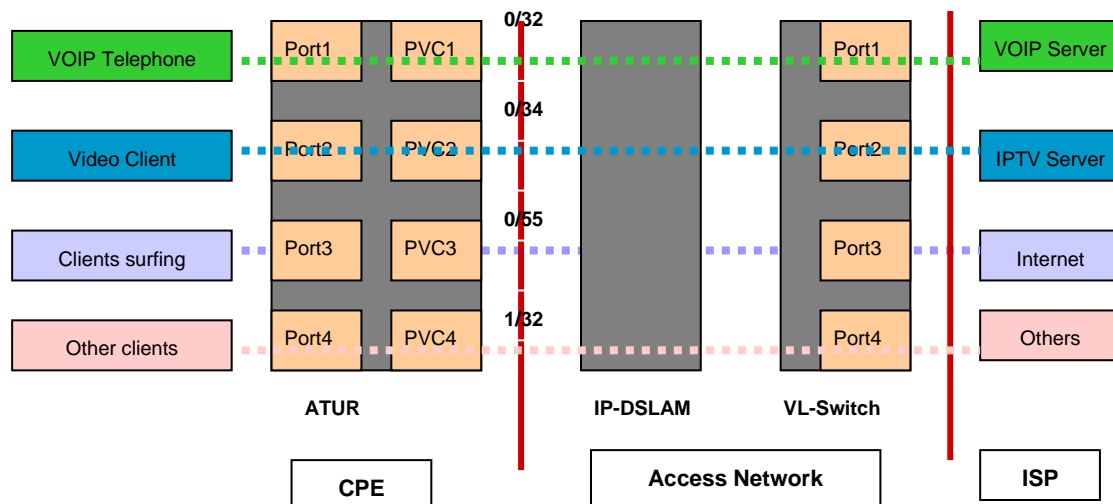 0/32
VOIP Telephone
Port1
PVC1
Port1
VOIP Server
0/34
Video Client
Port2
PVC2
Port2
IPTV Server
0/55
Clients surfing
Port3
PVC3
Port3
Internet
1/32
Other clients
Port4
PVC4
Port4
Others
ATUR
IP-DSLAM
VL-Switch
CPE
Access Network
ISP